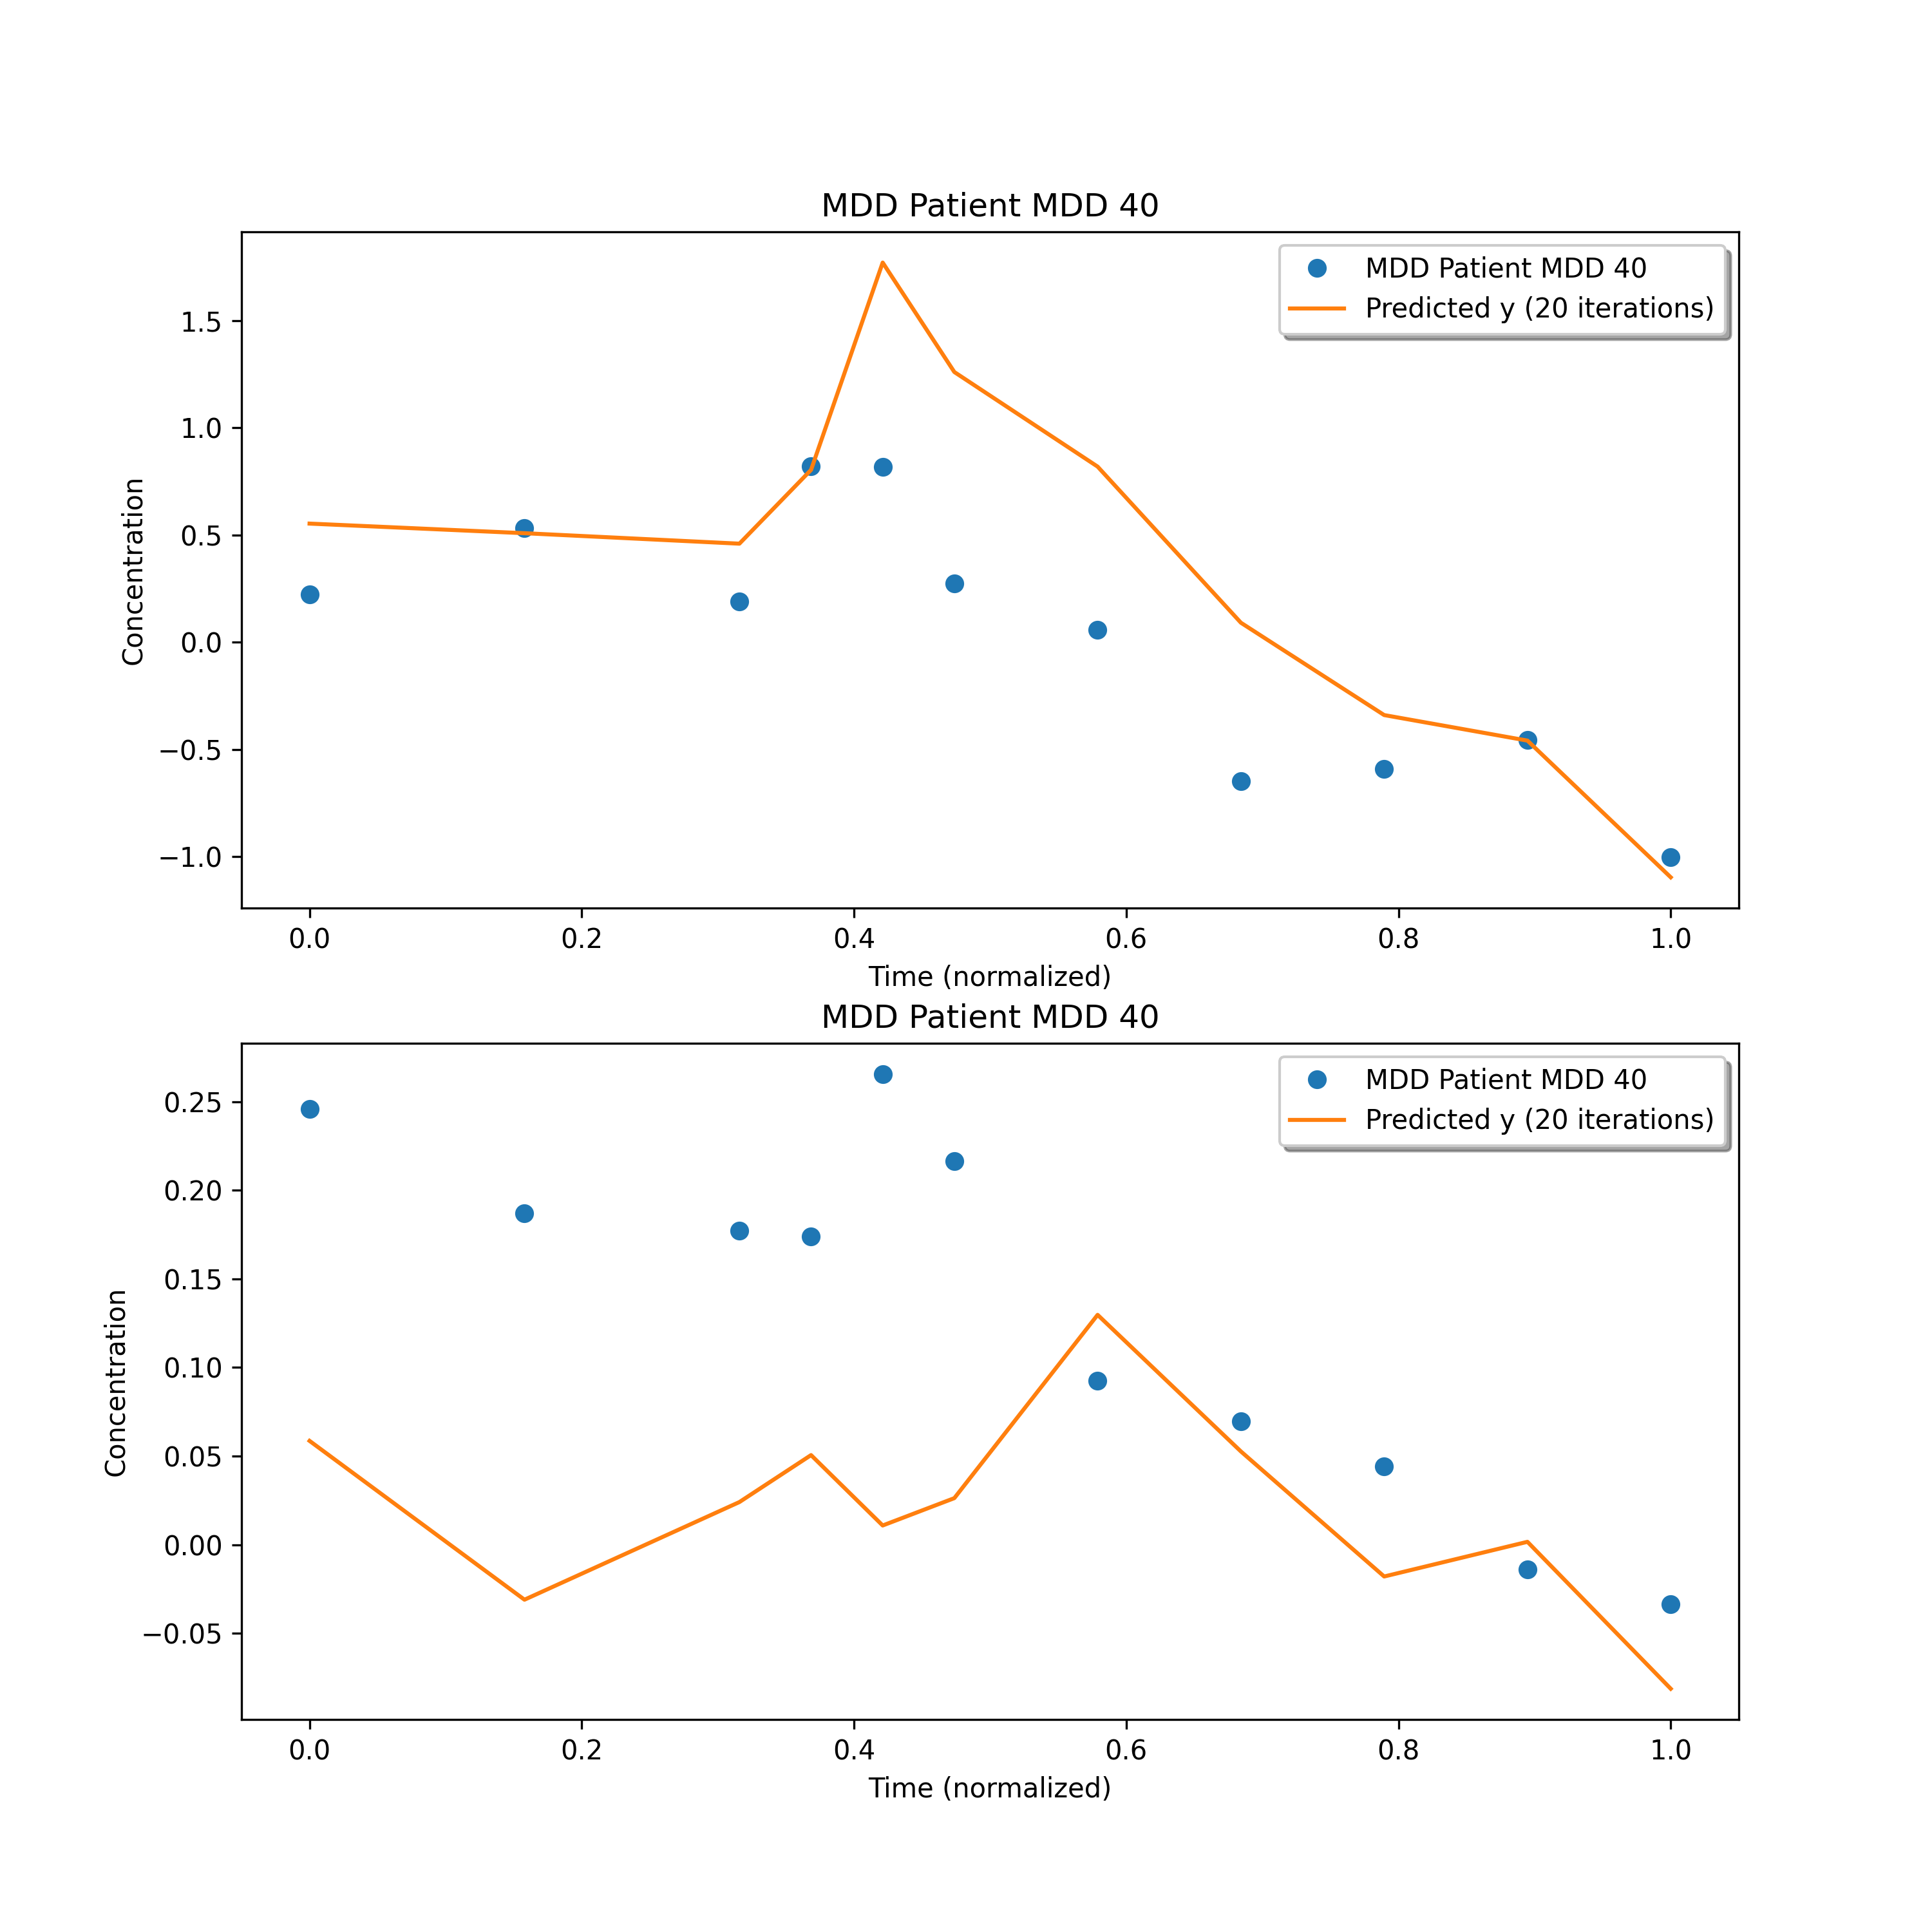 MDD Patient MDD 40
MDD Patient MDD 40
Predicted y (20 iterations)
1.5
1.0
0.5
0.0
−0.5
−1.0
Concentration
0.0 0.2 0.4 0.6 0.8 1.0
Time (normalized)
MDD Patient MDD 40
MDD Patient MDD 40
Predicted y (20 iterations)
0.25
0.20
0.15
0.10
0.05
0.00
−0.05
Concentration
0.0 0.2 0.4 0.6 0.8 1.0
Time (normalized)